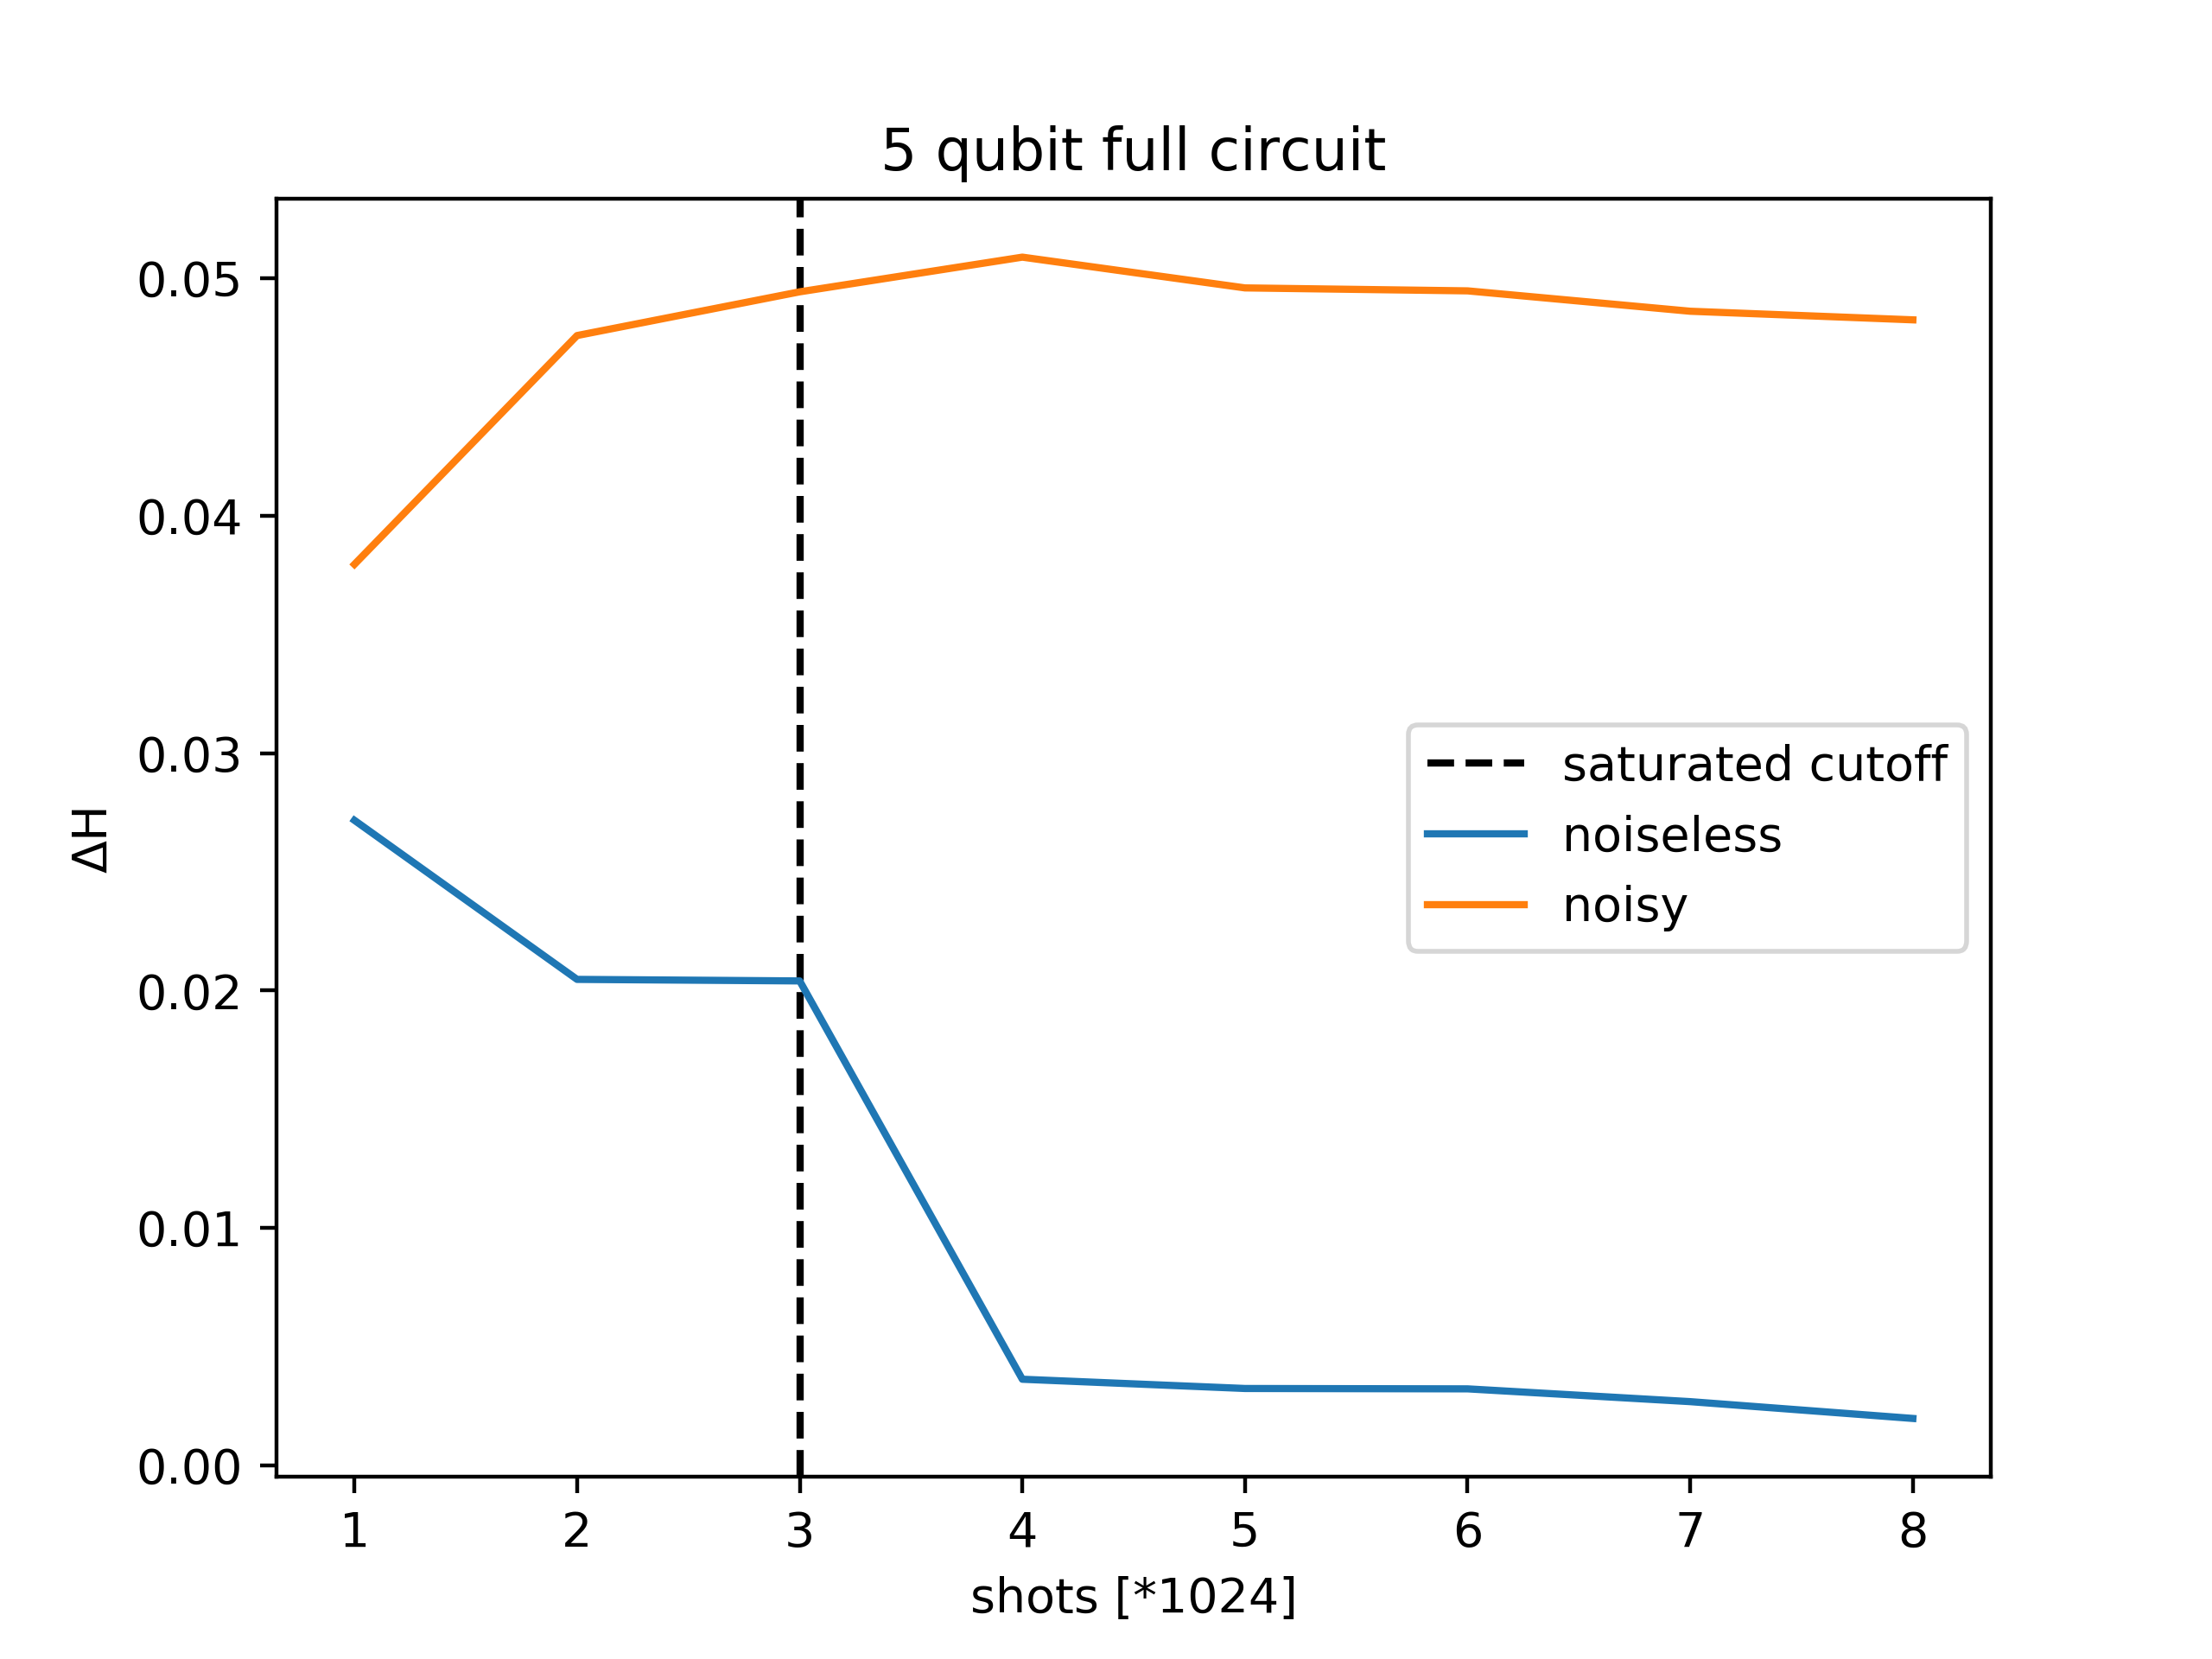 5 qubit full circuit
0.05
0.04
0.03
0.02
0.01
0.00
ΔH
saturated cutoff
noiseless
noisy
1 2 3 4 5 6 7 8
shots [*1024]